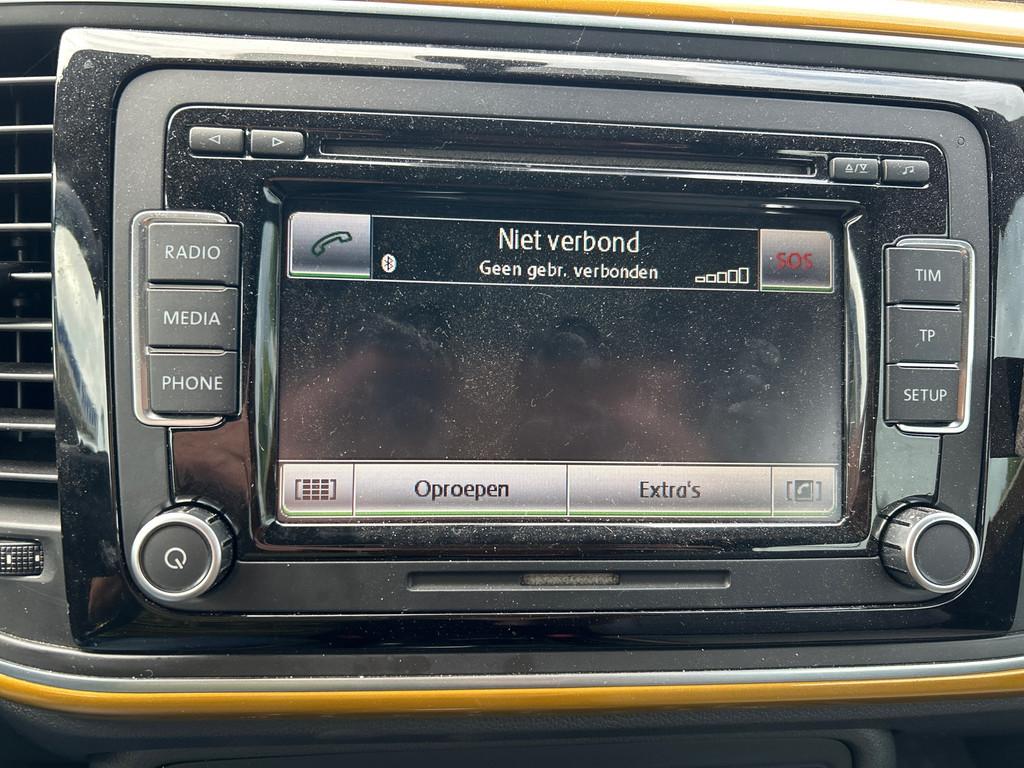 RADIO
MEDIA
PHONE
Niet verbond
Geen gebr. verbonden
SOS
Oproepen
Extra's
TIM
TP
SETUP